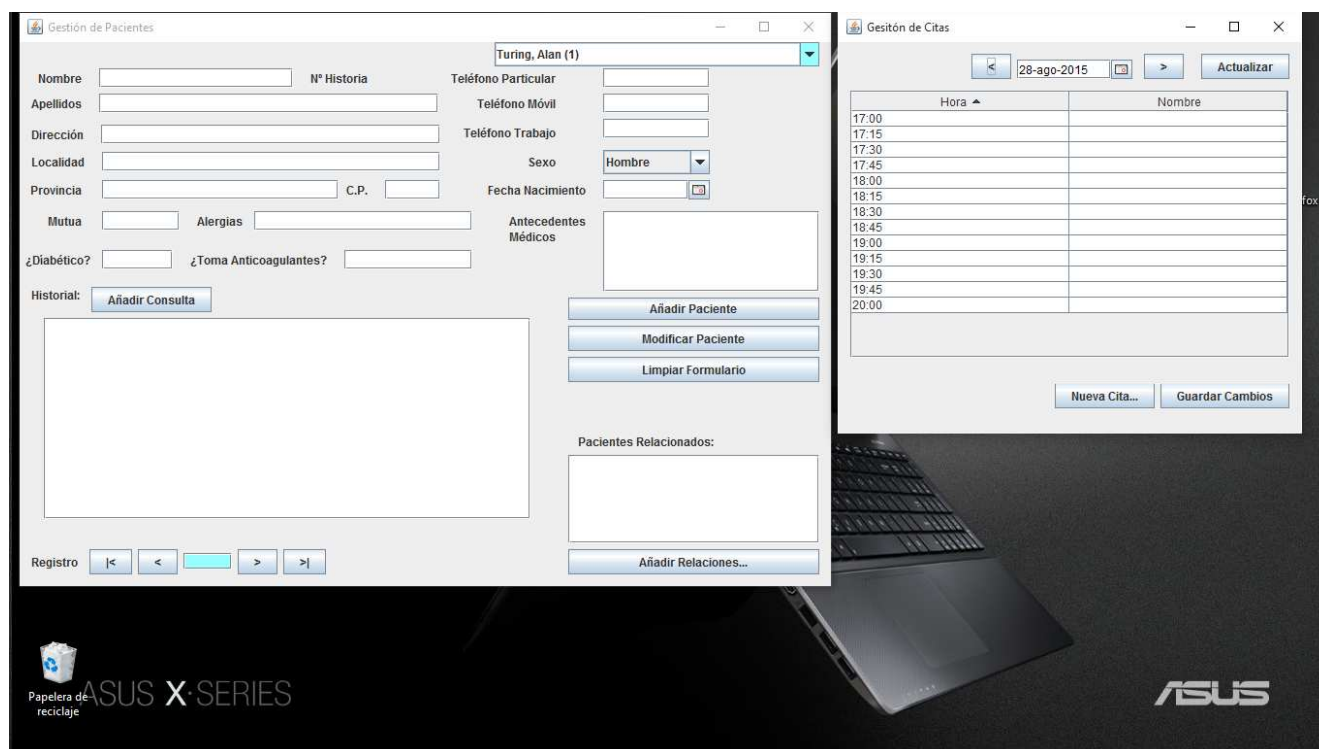 Gestión de Pacientes
Turing, Alan (1)
Nombre
Nº Historia
Teléfono Particular
Apellidos
Teléfono Móvil
Dirección
Teléfono Trabajo
Localidad
Sexo
Hombre
Provincia
C.P.
Fecha Nacimiento
Mutua
Alergias
Antecedentes
Médicos
¿Diabético?
¿Toma Anticoagulantes?
Historial:
Añadir Consulta
Añadir Paciente
Modificar Paciente
Limpiar Formulario
Pacientes Relacionados:
Registro
|<
<
>
>|
Añadir Relaciones...
Gesitón de Citas
<
28-ago-2015
>
Actualizar
Hora
Nombre
17:00
17:15
17:30
17:45
18:00
18:15
18:30
18:45
19:00
19:15
19:30
19:45
20:00
Nueva Cita...
Guardar Cambios
fox
Papelera de
reciclaje
ASUS X·SERIES
ASUS